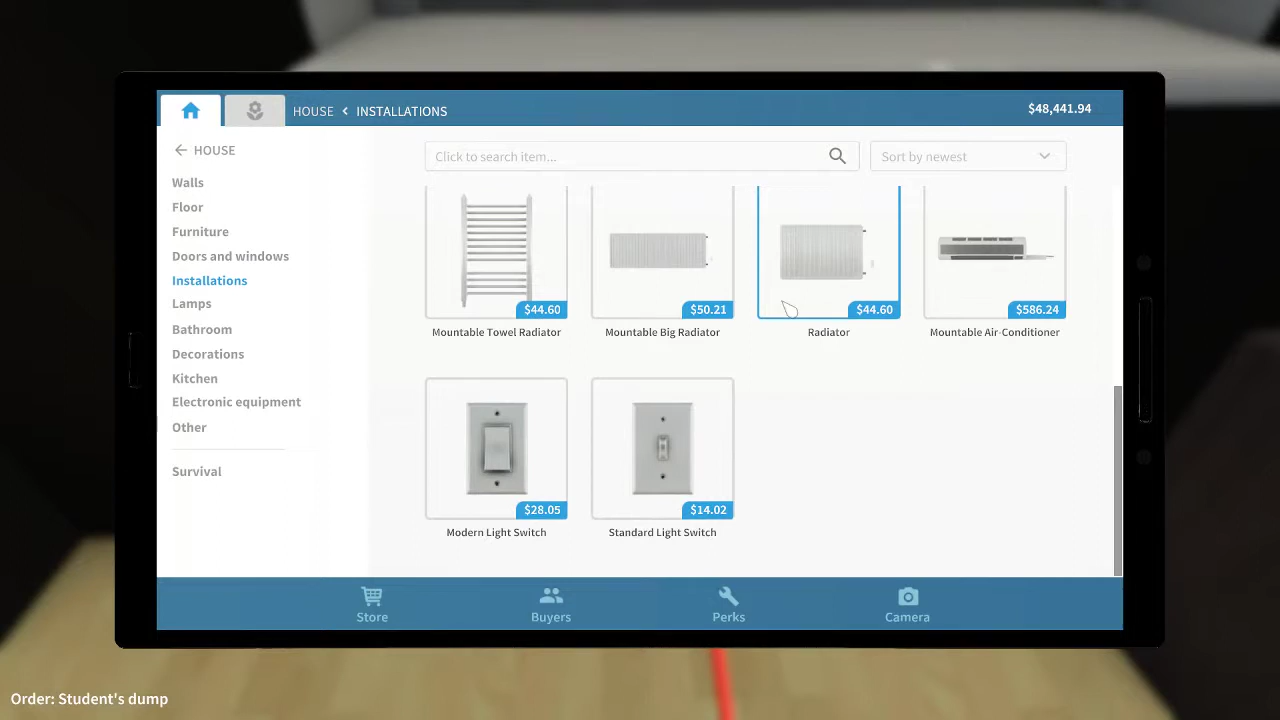 HOUSE < INSTALLATIONS
$48,441.94
HOUSE
Walls
Floor
Furniture
Doors and windows
Installations
Lamps
Bathroom
Decorations
Kitchen
Electronic equipment
Other
Survival
Click to search item...
Sort by newest
$44.60
Mountable Towel Radiator
$50.21
Mountable Big Radiator
$44.60
Radiator
$586.24
Mountable Air-Conditioner
$28.05
Modern Light Switch
$14.02
Standard Light Switch
Store
Buyers
Perks
Camera
Order: Student's dump